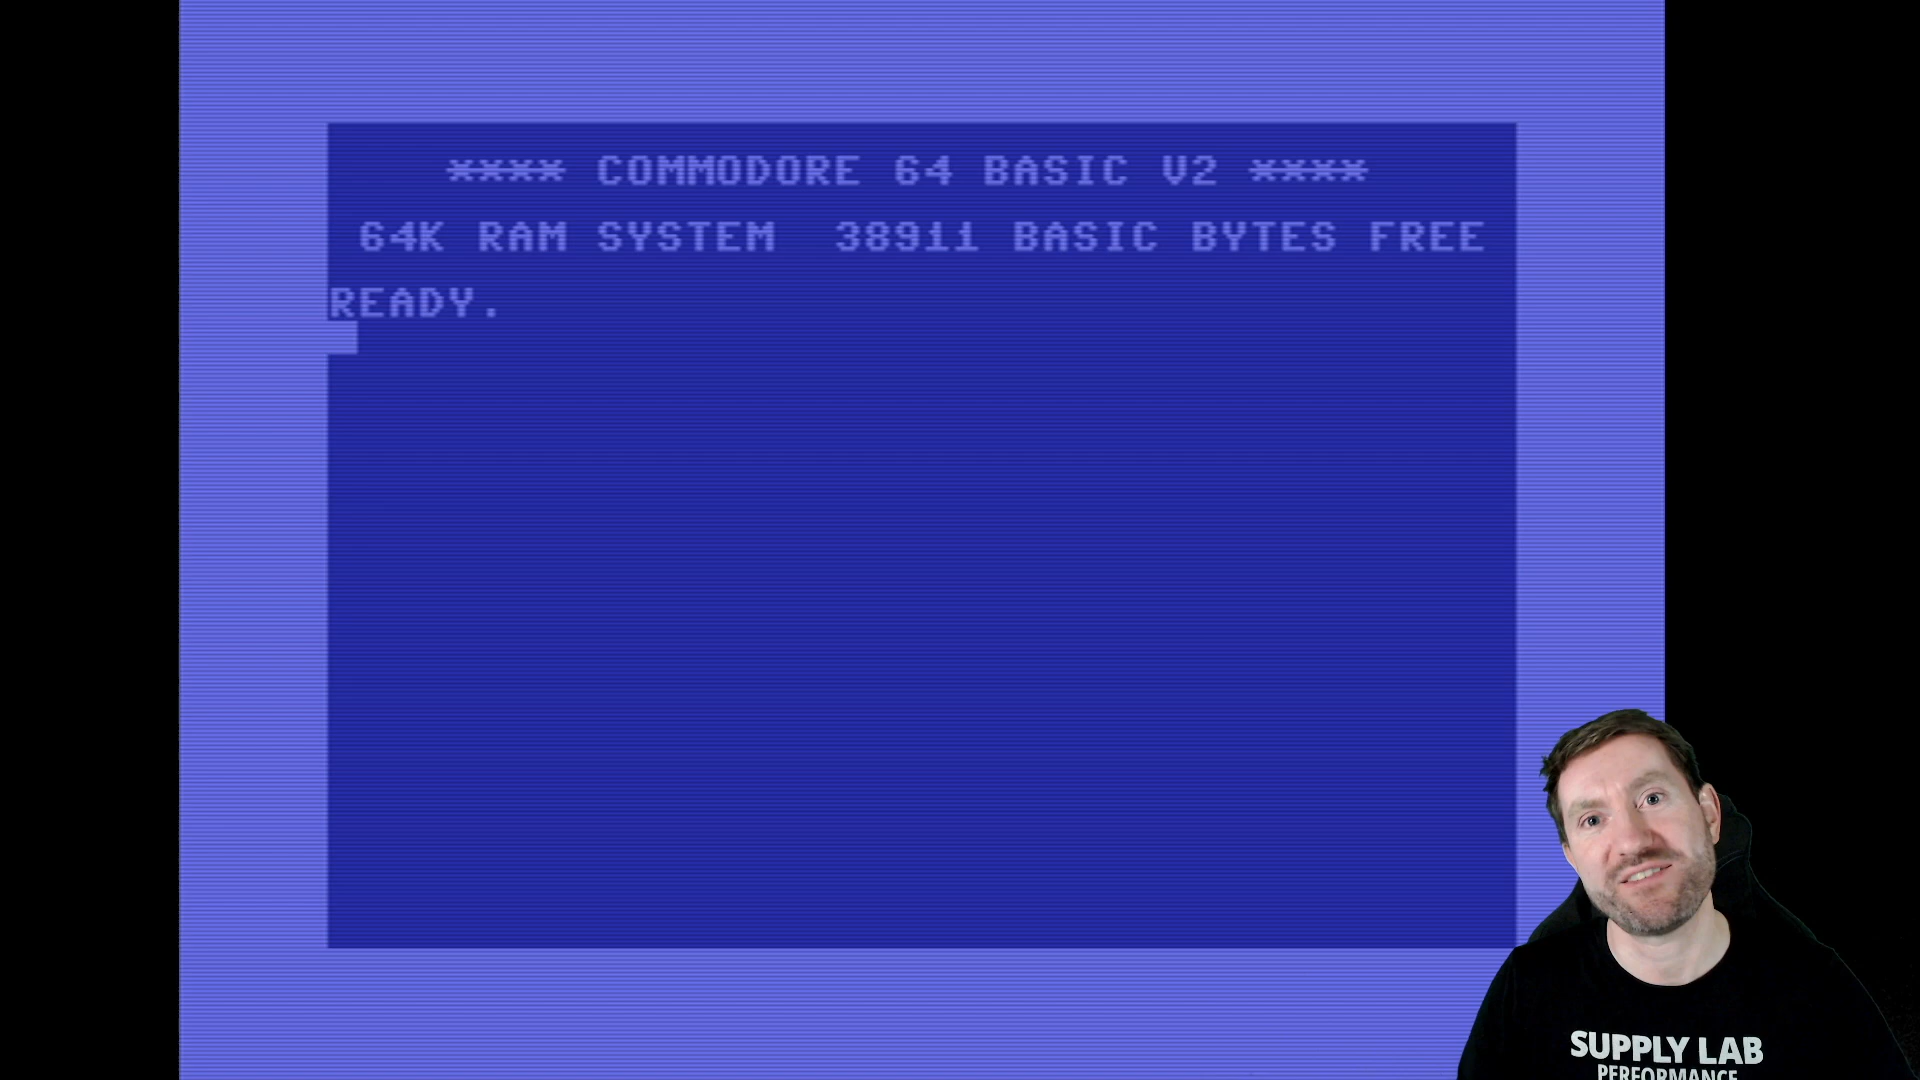 **** COMMODORE 64 BASIC V2 ****
64K RAM SYSTEM  38911 BASIC BYTES FREE
READY.
SUPPLY LAB
PERFORMANCE